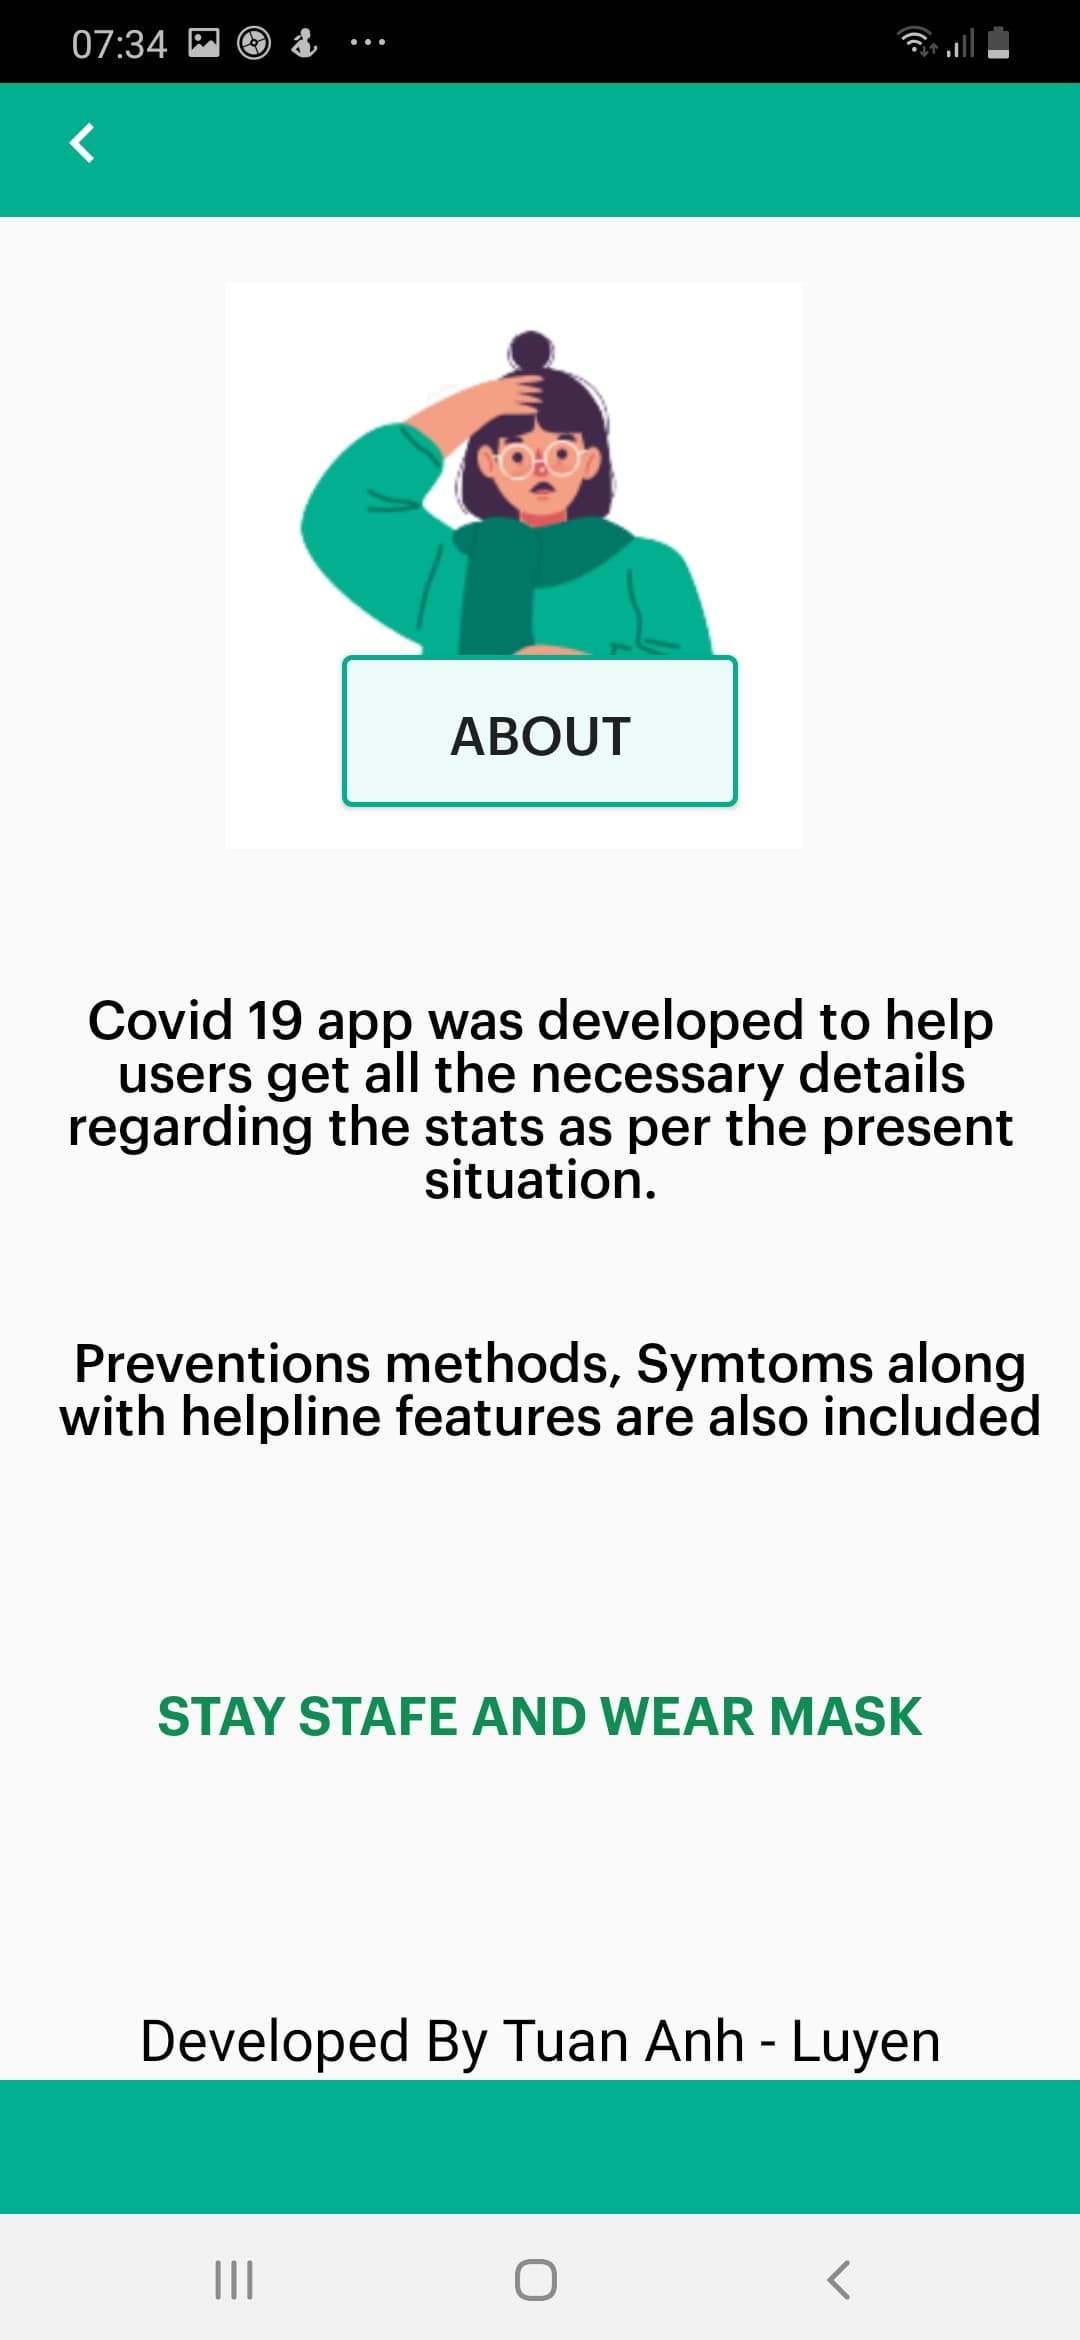 07:34
ABOUT
Covid 19 app was developed to help
users get all the necessary details
regarding the stats as per the present
situation.
Preventions methods, Symtoms along
with helpline features are also included
STAY STAFE AND WEAR MASK
Developed By Tuan Anh - Luyen